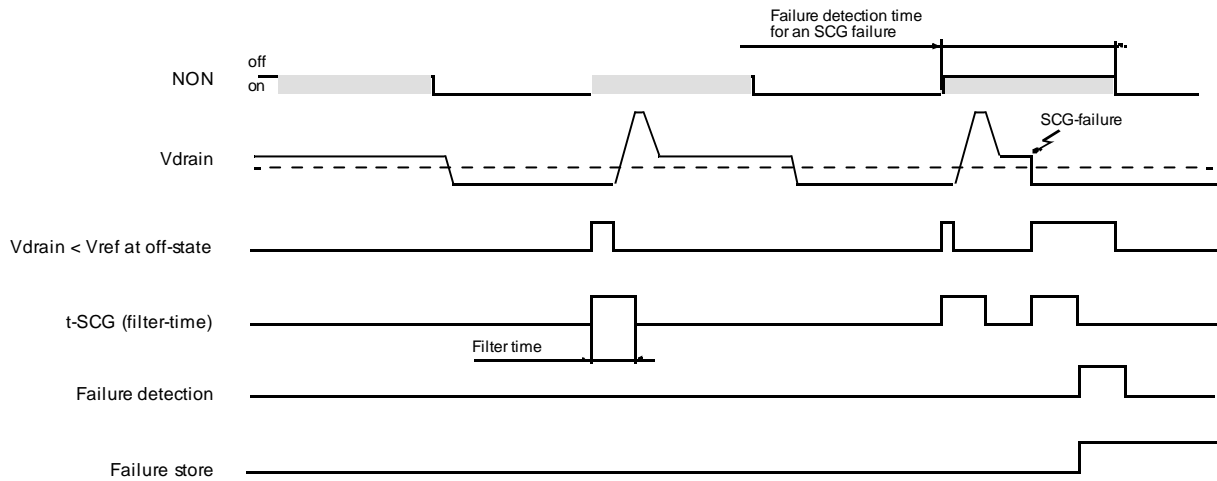 Failure detection time
for an SCG failure
off
NON
on
SCG-failure
Vdrain
Vdrain < Vref at off-state
t-SCG (filter-time)
Filter time
Failure detection
Failure store